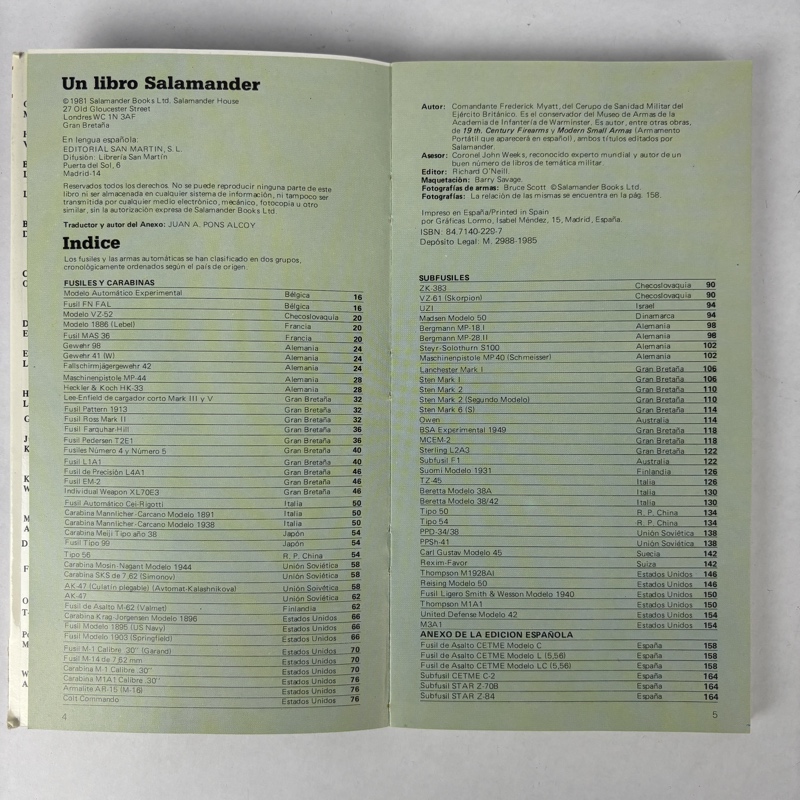 Un libro Salamander
© 1981 Salamander Books Ltd. Salamander House
27 Old Gloucester Street
Londres WC 1N 3AF
Gran Bretaña
En lengua española:
EDITORIAL SAN MARTIN, S. L.
Difusión: Librería San Martín
Puerta del Sol, 6
Madrid-14
Reservados todos los derechos. No se puede reproducir ninguna parte de este
libro ni ser almacenada en cualquier sistema de información, ni tampoco ser
transmitida por cualquier medio electrónico, mecánico, fotocopia u otro
similar, sin la autorización expresa de Salamander Books Ltd.
Traductor y autor del Anexo: JUAN A. PONS ALCOY
Indice
Los fusiles y las armas automáticas se han clasificado en dos grupos,
cronológicamente ordenados según el país de origen.
FUSILES Y CARABINAS
Modelo Automático Experimental Bélgica 16
Fusil FN FAL Bélgica 16
Modelo VZ-52 Checoslovaquia 20
Modelo 1886 (Lebel) Francia 20
Fusil MAS 36 Francia 20
Gewehr 98 Alemania 24
Gewehr 41 (W) Alemania 24
Fallschirmjägergewehr 42 Alemania 24
Maschinenpistole MP-44 Alemania 28
Heckler & Koch HK-33 Alemania 28
Lee-Enfield de cargador corto Mark III y V Gran Bretaña 32
Fusil Pattern 1913 Gran Bretaña 32
Fusil Ross Mark II Gran Bretaña 32
Fusil Farquhar-Hill Gran Bretaña 36
Fusil Pedersen T2E1 Gran Bretaña 36
Fusiles Número 4 y Número 5 Gran Bretaña 40
Fusil L1A1 Gran Bretaña 40
Fusil de Precisión L4A1 Gran Bretaña 46
Fusil EM-2 Gran Bretaña 46
Individual Weapon XL70E3 Gran Bretaña 46
Fusil Automático Cei-Rigotti Italia 50
Carabina Mannlicher-Carcano Modelo 1891 Italia 50
Carabina Mannlicher-Carcano Modelo 1938 Italia 50
Carabina Meiji Tipo año 38 Japón 54
Fusil Tipo 99 Japón 54
Tipo 56 R. P. China 54
Carabina Mosin-Nagant Modelo 1944 Unión Soviética 58
Carabina SKS de 7,62 (Simonov) Unión Soviética 58
AK-47 (Culatín plegable) (Avtomat-Kalashnikova) Unión Soviética 58
AK-47 Unión Soviética 62
Fusil de Asalto M-62 (Valmet) Finlandia 62
Carabina Krag Jorgensen Modelo 1896 Estados Unidos 66
Fusil Modelo 1895 (US Navy) Estados Unidos 66
Fusil Modelo 1903 (Springfield) Estados Unidos 66
Fusil M-1 Calibre .30'' (Garand) Estados Unidos 70
Fusil M-14 de 7,62 mm Estados Unidos 70
Carabina M-1 Calibre .30'' Estados Unidos 70
Carabina M1A1 Calibre .30'' Estados Unidos 76
Armalite AR-15 (M-16) Estados Unidos 76
Colt Commando Estados Unidos 76
4
Autor: Comandante Frederick Myatt, del Cerupo de Sanidad Militar del
Ejército Británico. Es el conservador del Museo de Armas de la
Academia de Infantería de Warminster. Es autor, entre otras obras,
de 19 th. Century Firearms y Modern Small Arms (Armamento
Portátil que aparecerá en español), ambos títulos editados por
Salamander.
Asesor: Coronel John Weeks, reconocido experto mundial y autor de un
buen número de libros de temática militar.
Editor: Richard O'Neill.
Maquetación: Barry Savage.
Fotografías de armas: Bruce Scott © Salamander Books Ltd.
Fotografías: La relación de las mismas se encuentra en la pág. 158.
Impreso en España/Printed in Spain
por Gráficas Lormo, Isabel Méndez, 15, Madrid, España.
ISBN: 84.7140-229-7
Depósito Legal: M. 2988-1985
SUBFUSILES
ZK-383 Checoslovaquia 90
VZ-61 (Skorpion) Checoslovaquia 90
UZI Israel 94
Madsen Modelo 50 Dinamarca 94
Bergmann MP-18 I Alemania 98
Bergmann MP-28 II Alemania 98
Steyr-Solothurn S100 Alemania 102
Maschinenpistole MP40 (Schmeisser) Alemania 102
Lanchester Mark I Gran Bretaña 106
Sten Mark I Gran Bretaña 106
Sten Mark 2 Gran Bretaña 110
Sten Mark 2 (Segundo Modelo) Gran Bretaña 110
Sten Mark 6 (S) Gran Bretaña 114
Owen Australia 114
BSA Experimental 1949 Gran Bretaña 118
MCEM-2 Gran Bretaña 118
Sterling L2A3 Gran Bretaña 122
Subfusil F1 Australia 122
Suomi Modelo 1931 Finlandia 126
TZ-45 Italia 126
Beretta Modelo 38A Italia 130
Beretta Modelo 38/42 Italia 130
Tipo 50 R. P. China 134
Tipo 54 R. P. China 134
PPD-34/38 Unión Soviética 138
PPSh-41 Unión Soviética 138
Carl Gustav Modelo 45 Suecia 142
Rexim-Favor Suiza 142
Thompson M1928AI Estados Unidos 146
Reising Modelo 50 Estados Unidos 146
Fusil Ligero Smith & Wesson Modelo 1940 Estados Unidos 150
Thompson M1A1 Estados Unidos 150
United Defense Modelo 42 Estados Unidos 154
M3A1 Estados Unidos 154
ANEXO DE LA EDICION ESPAÑOLA
Fusil de Asalto CETME Modelo C España 158
Fusil de Asalto CETME Modelo L (5,56) España 158
Fusil de Asalto CETME Modelo LC (5,56) España 158
Subfusil CETME C-2 España 164
Subfusil STAR Z-70B España 164
Subfusil STAR Z-84 España 164
5